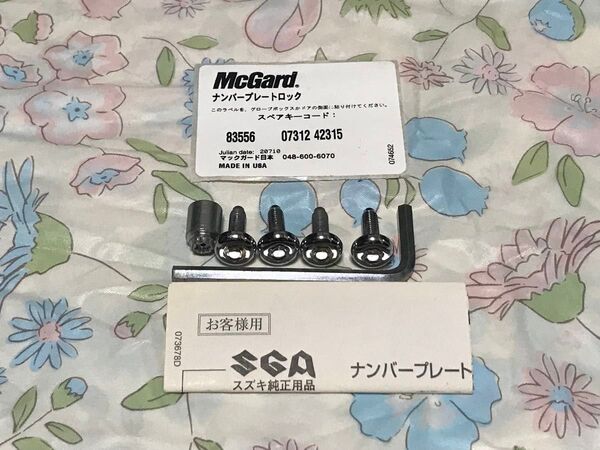 McGard®
ナンバープレートロック
このラベルを、グローブボックスかドアの側面に貼り付けてください。
スペアキーコード:
83556 07312 42315
Julian date: 20710
マックガード日本 048-600-6070
MADE IN USA
074652
お客様用
073678D
SGA
スズキ純正用品
ナンバープレート